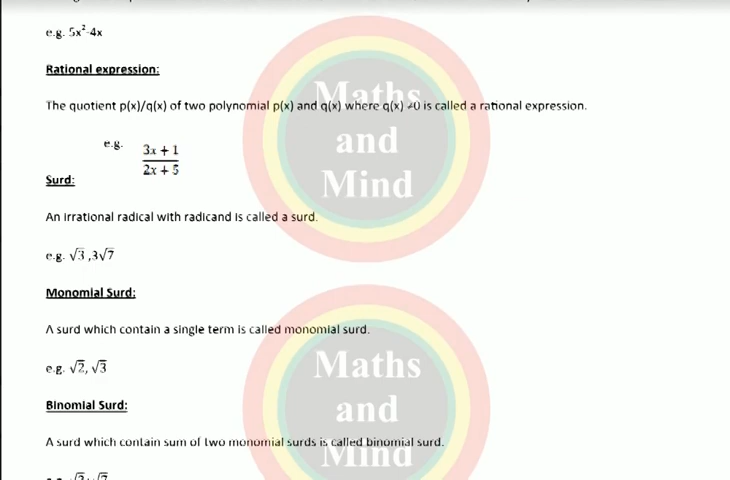 e.g. 5x²-4x
Rational expression:
The quotient p(x)/q(x) of two polynomial p(x) and q(x) where q(x) ≠0 is called a rational expression.
e.g. 3x + 1
2x + 5
Surd:
An irrational radical with radicand is called a surd.
e.g. √3 ,3√7
Monomial Surd:
A surd which contain a single term is called monomial surd.
e.g. √2, √3
Binomial Surd:
A surd which contain sum of two monomial surds is called binomial surd.
Maths
and
Mind
Maths
and
Mind